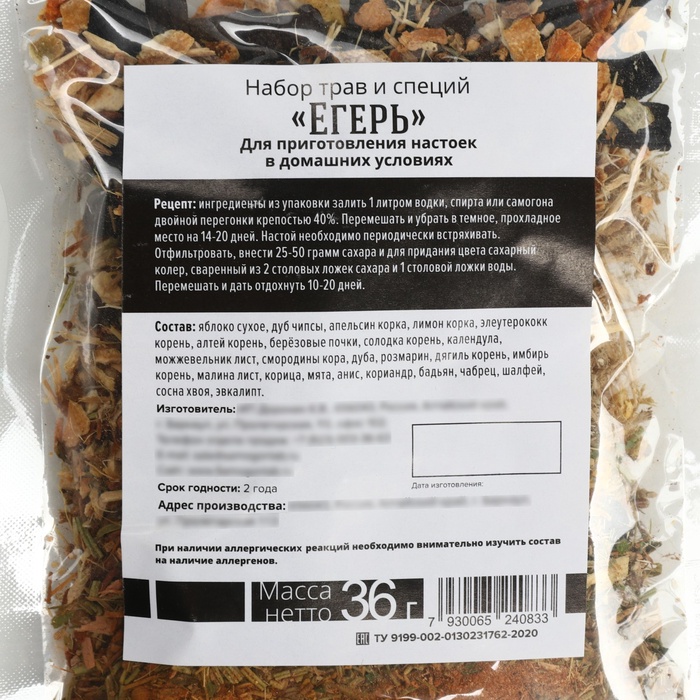 Набор трав и специй
«ЕГЕРЬ»
Для приготовления настоек
в домашних условиях
Рецепт: ингредиенты из упаковки залить 1 литром водки, спирта или самогона
двойной перегонки крепостью 40%. Перемешать и убрать в темное, прохладное
место на 14-20 дней. Настой необходимо периодически встряхивать.
Отфильтровать, внести 25-50 грамм сахара и для придания цвета сахарный
колер, сваренный из 2 столовых ложек сахара и 1 столовой ложки воды.
Перемешать и дать отдохнуть 10-20 дней.
Состав: яблоко сухое, дуб чипсы, апельсин корка, лимон корка, элеутерококк
корень, алтей корень, берёзовые почки, солодка корень, календула,
можжевельник лист, смородины кора, дуба, розмарин, дягиль корень, имбирь
корень, малина лист, корица, мята, анис, кориандр, бадьян, чабрец, шалфей,
сосна хвоя, эвкалипт.
Изготовитель:
Дата изготовления:
Срок годности: 2 года
Адрес производства:
При наличии аллергических реакций необходимо внимательно изучить состав
на наличие аллергенов.
Масса
нетто 36 г
7 930065 240833
ЕАС ТУ 9199-002-0130231762-2020